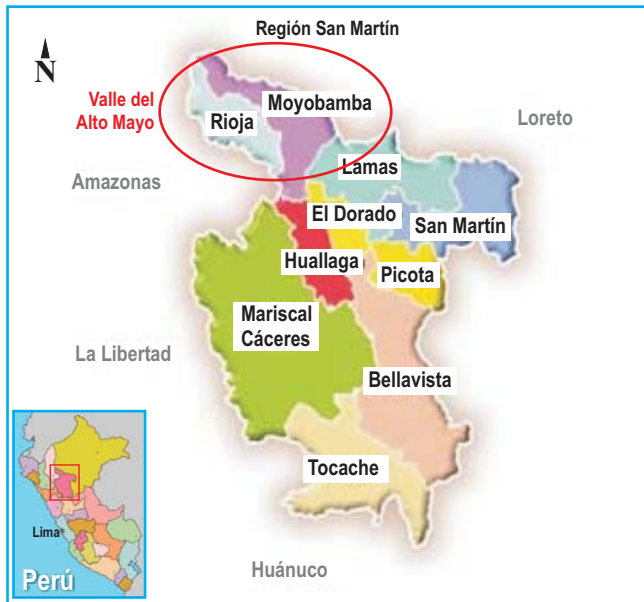 Región San Martín
N
Valle del
Alto Mayo
Moyobamba
Rioja
Loreto
Lamas
Amazonas
El Dorado
San Martín
Huallaga
Picota
Mariscal
Cáceres
La Libertad
Bellavista
Tocache
Lima
Huánuco
Perú